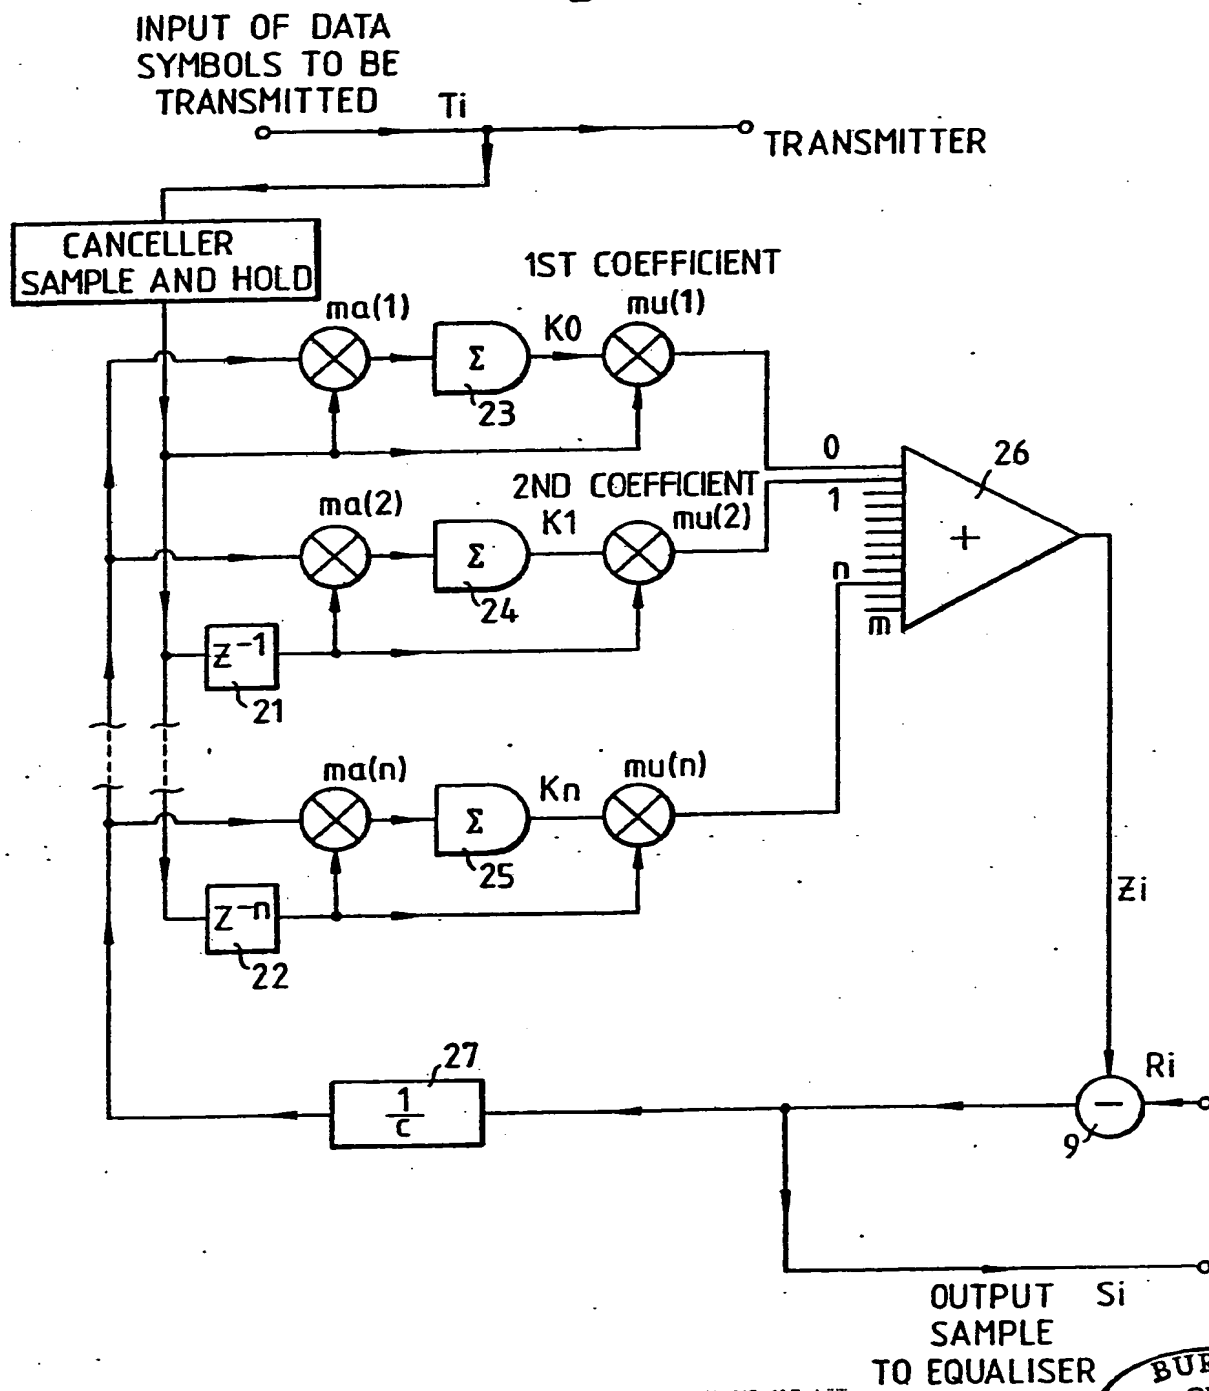 INPUT OF DATA
SYMBOLS TO BE
TRANSMITTED
Ti
TRANSMITTER
CANCELLER
SAMPLE AND HOLD
1ST COEFFICIENT
ma(1)
Σ
23
K0
mu(1)
0
26
2ND COEFFICIENT
ma(2)
Σ
24
K1
mu(2)
1
+
n
m
Z⁻¹
21
ma(n)
Σ
25
Kn
mu(n)
Zi
Z⁻ⁿ
22
27
1
c
Ri
−
9
OUTPUT Si
SAMPLE
TO EQUALISER
BUR